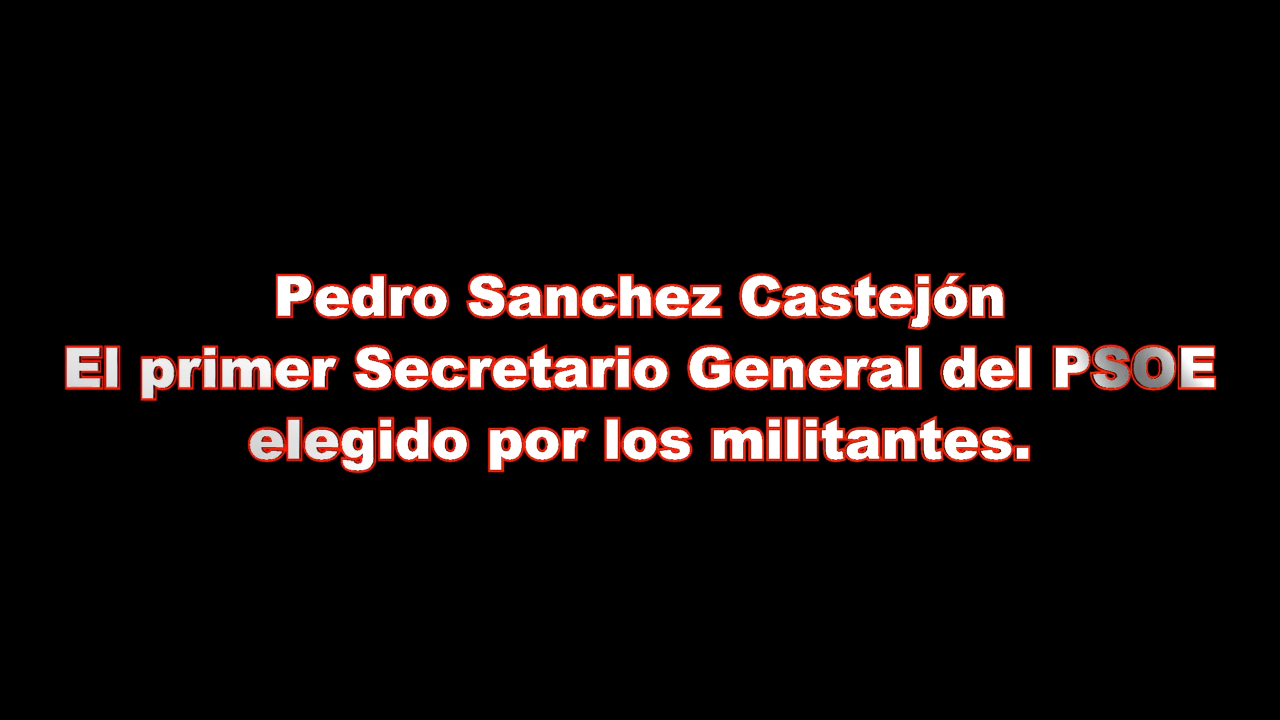 Pedro Sanchez Castejón
El primer Secretario General del PSOE
elegido por los militantes.